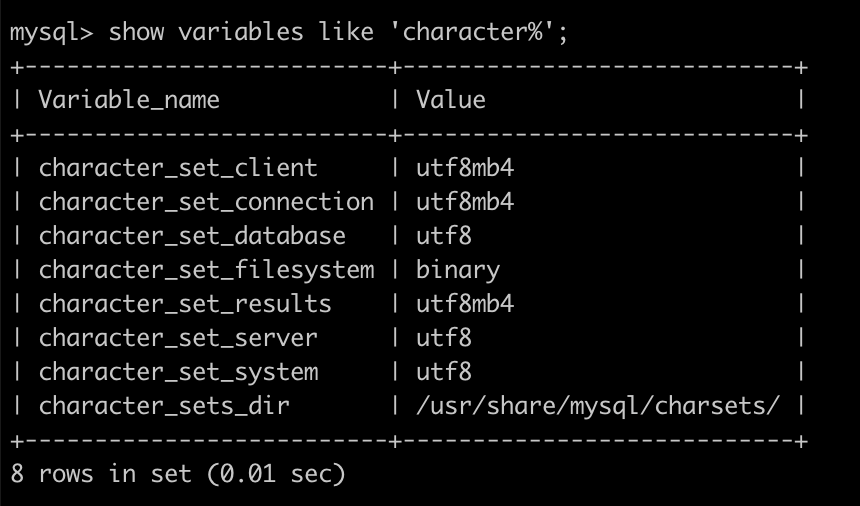 mysql> show variables like 'character%';
+--------------------------+----------------------------+
| Variable_name            | Value                      |
+--------------------------+----------------------------+
| character_set_client     | utf8mb4                    |
| character_set_connection | utf8mb4                    |
| character_set_database   | utf8                       |
| character_set_filesystem | binary                     |
| character_set_results    | utf8mb4                    |
| character_set_server     | utf8                       |
| character_set_system     | utf8                       |
| character_sets_dir       | /usr/share/mysql/charsets/ |
+--------------------------+----------------------------+
8 rows in set (0.01 sec)